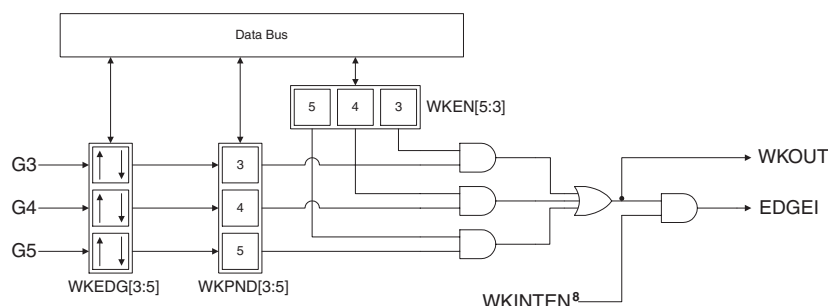 Data Bus
5 4 3 WKEN[5:3]
G3 3 WKOUT
G4 4 EDGEI
G5 5
WKEDG[3:5] WKPND[3:5]
WKINTEN⁸